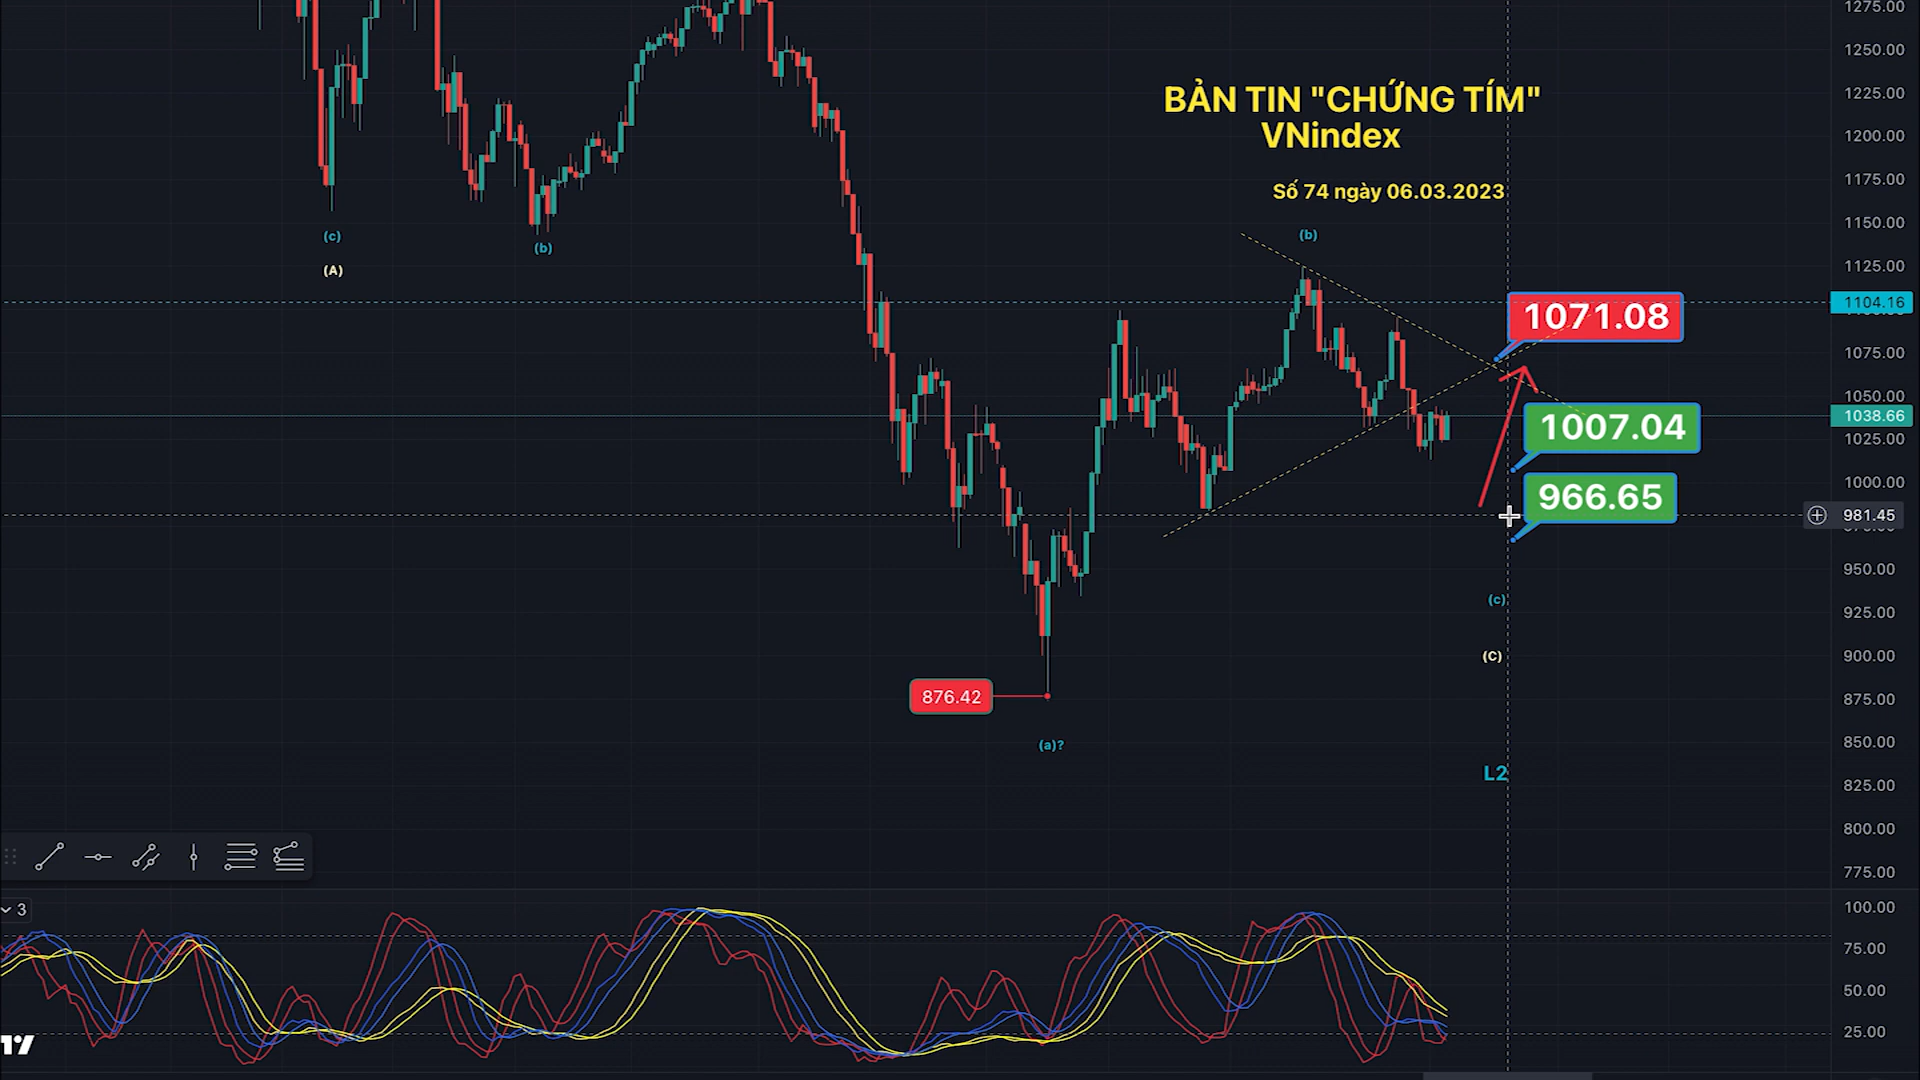 1275.00
1250.00
BẢN TIN "CHỨNG TÍM"
1225.00
VNindex
1200.00
Số 74 ngày 06.03.2023
1175.00
1150.00
(c)
(b)
(b)
(A)
1125.00
1104.16
1071.08
1075.00
1050.00
1038.66
1007.04
1025.00
1000.00
966.65
981.45
950.00
(c)
925.00
(C)
900.00
876.42
875.00
(a)?
850.00
L2
825.00
800.00
775.00
3
100.00
75.00
50.00
25.00